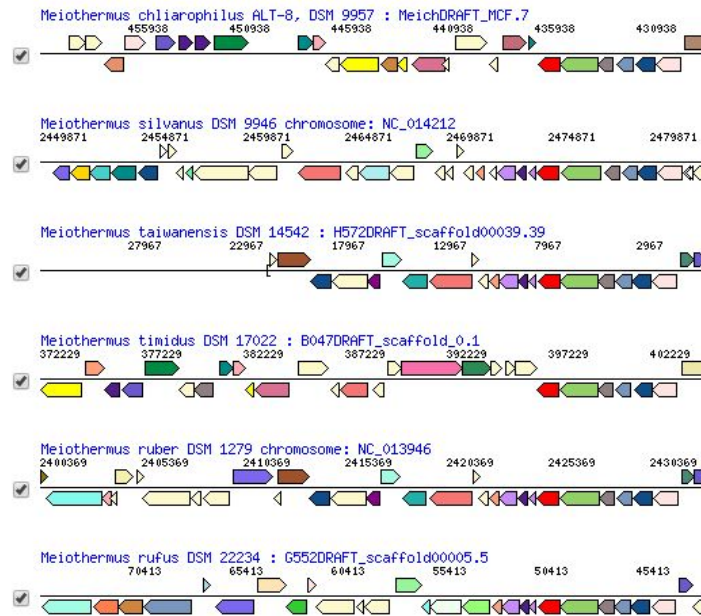 Meiothermus chliarophilus ALT-8, DSM 9957 : MeichDRAFT_MCF.7
455938 450938 445938 440938 435938 430938
Meiothermus silvanus DSM 9946 chromosome: NC_014212
2449871 2454871 2459871 2464871 2469871 2474871 2479871
Meiothermus taiwanensis DSM 14542 : H572DRAFT_scaffold00039.39
27967 22967 17967 12967 7967 2967
Meiothermus timidus DSM 17022 : B047DRAFT_scaffold_0.1
372229 377229 382229 387229 392229 397229 402229
Meiothermus ruber DSM 1279 chromosome: NC_013946
2400369 2405369 2410369 2415369 2420369 2425369 2430369
Meiothermus rufus DSM 22234 : G552DRAFT_scaffold00005.5
70413 65413 60413 55413 50413 45413